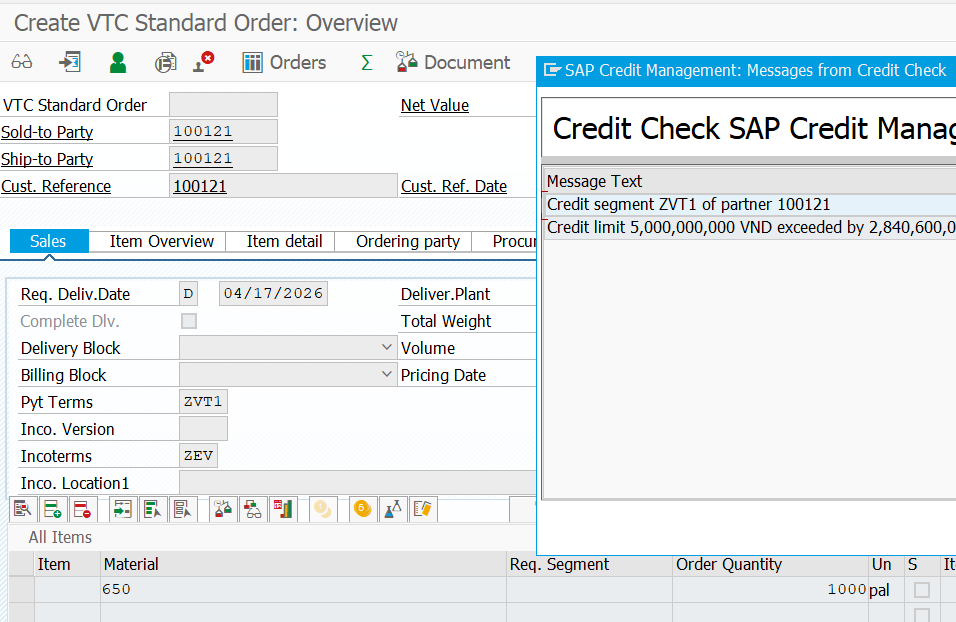 Create VTC Standard Order: Overview
Orders Σ Document
SAP Credit Management: Messages from Credit Check
Credit Check SAP Credit Manag
Message Text
Credit segment ZVT1 of partner 100121
Credit limit 5,000,000,000 VND exceeded by 2,840,600,0
VTC Standard Order Net Value
Sold-to Party 100121
Ship-to Party 100121
Cust. Reference 100121 Cust. Ref. Date
Sales Item Overview Item detail Ordering party Procur
Req. Deliv.Date D 04/17/2026 Deliver.Plant
Complete Dlv. Total Weight
Delivery Block Volume
Billing Block Pricing Date
Pyt Terms ZVT1
Inco. Version
Incoterms ZEV
Inco. Location1
All Items
Item Material Req. Segment Order Quantity Un S It
650 1000 pal